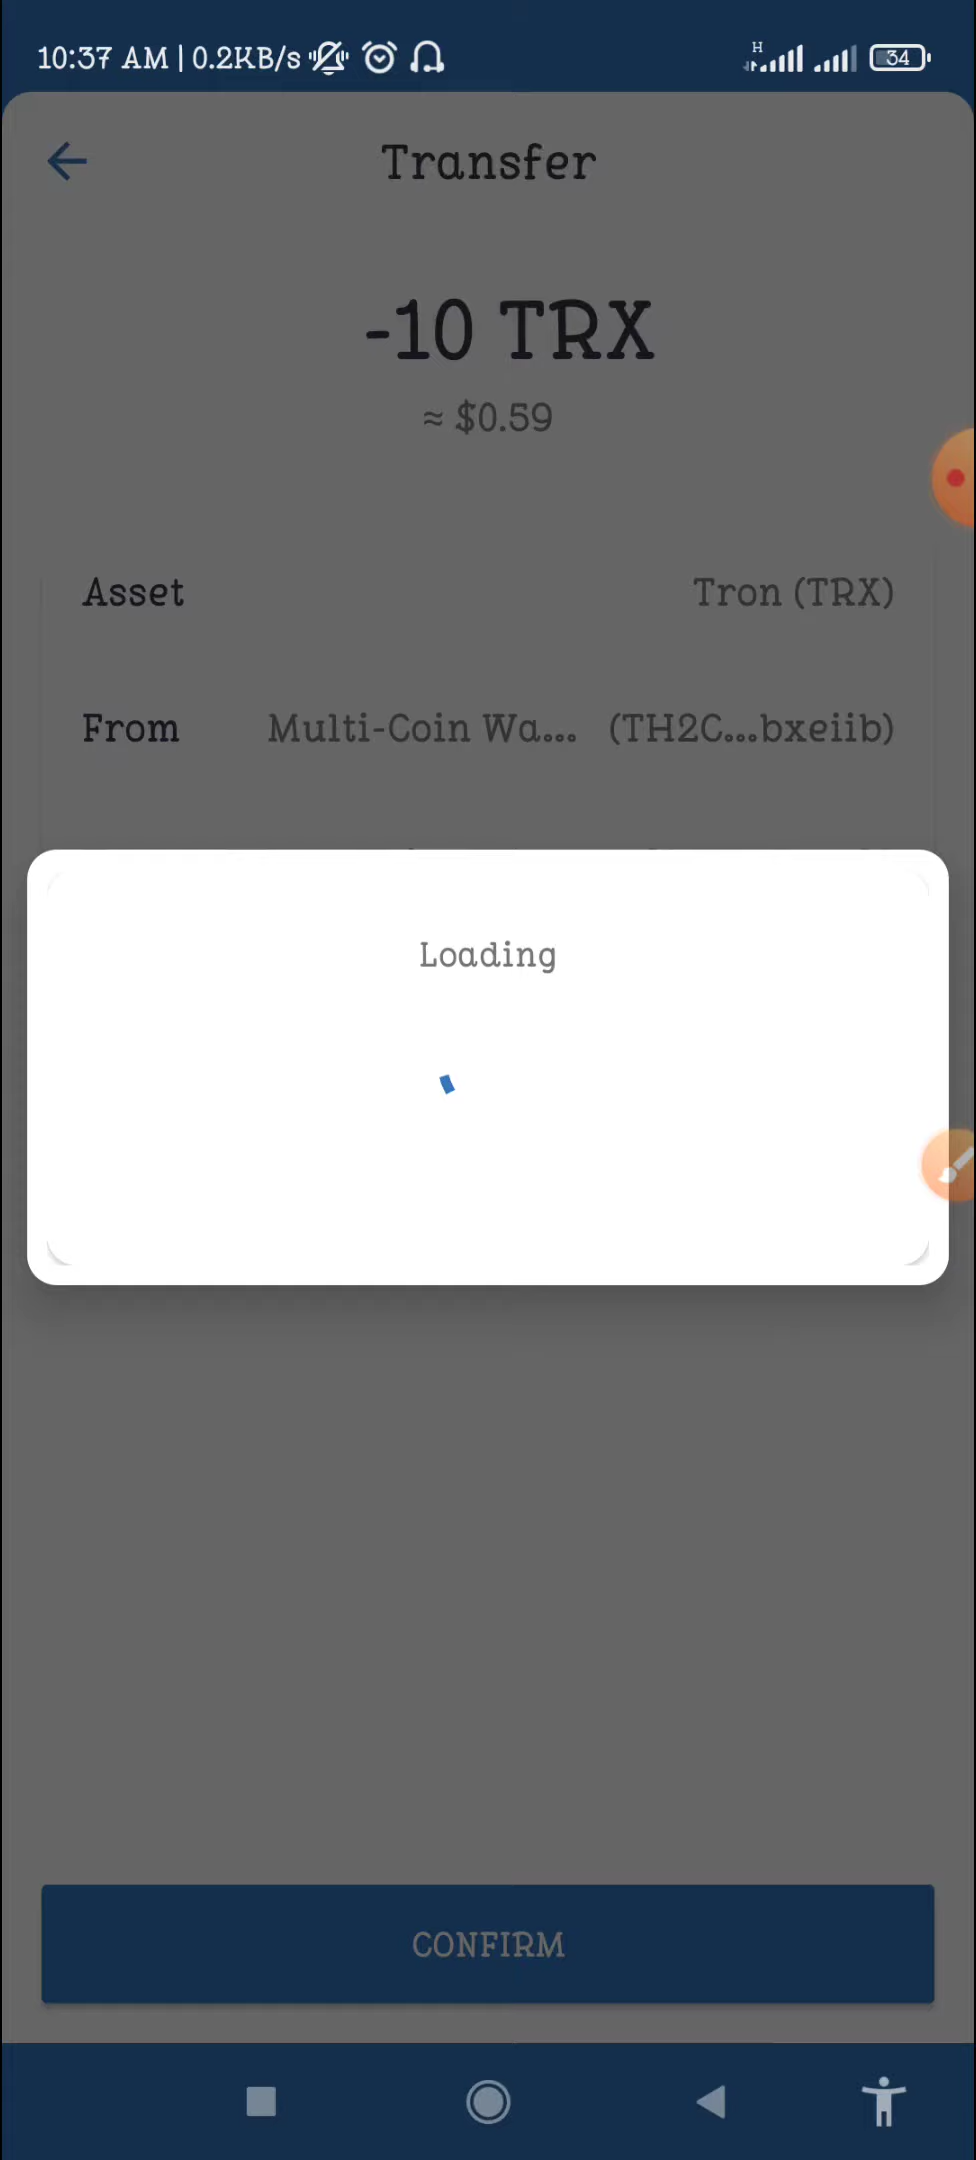 10:37 AM | 0.2KB/s H 34
Transfer
-10 TRX
≈ $0.59
Asset Tron (TRX)
From Multi-Coin Wa... (TH2C...bxeiib)
Loading
CONFIRM